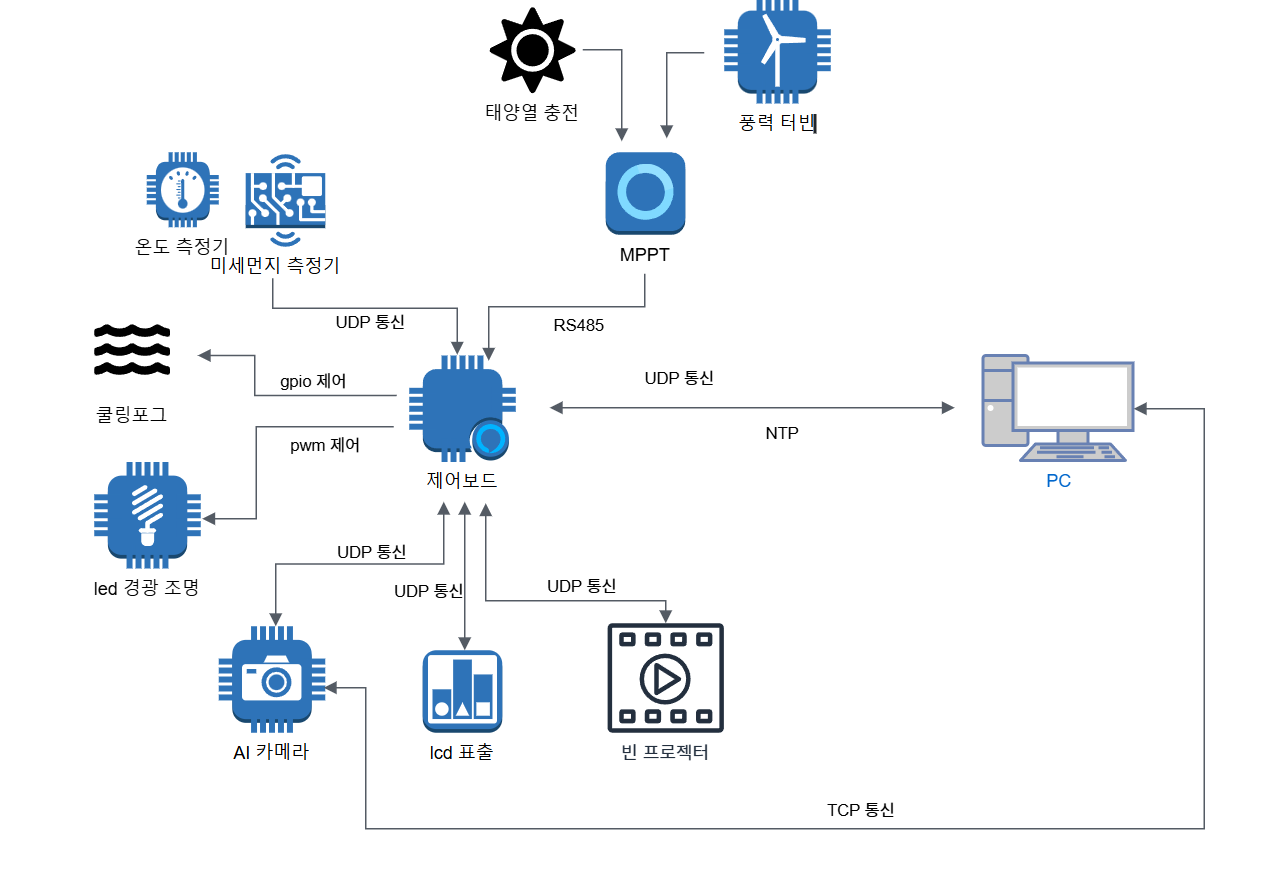 태양열 충전
풍력 터빈
온도 측정기
미세먼지 측정기
MPPT
UDP 통신
RS485
gpio 제어
쿨링포그
pwm 제어
제어보드
UDP 통신
NTP
PC
led 경광 조명
UDP 통신
UDP 통신
UDP 통신
AI 카메라
lcd 표출
빈 프로젝터
TCP 통신